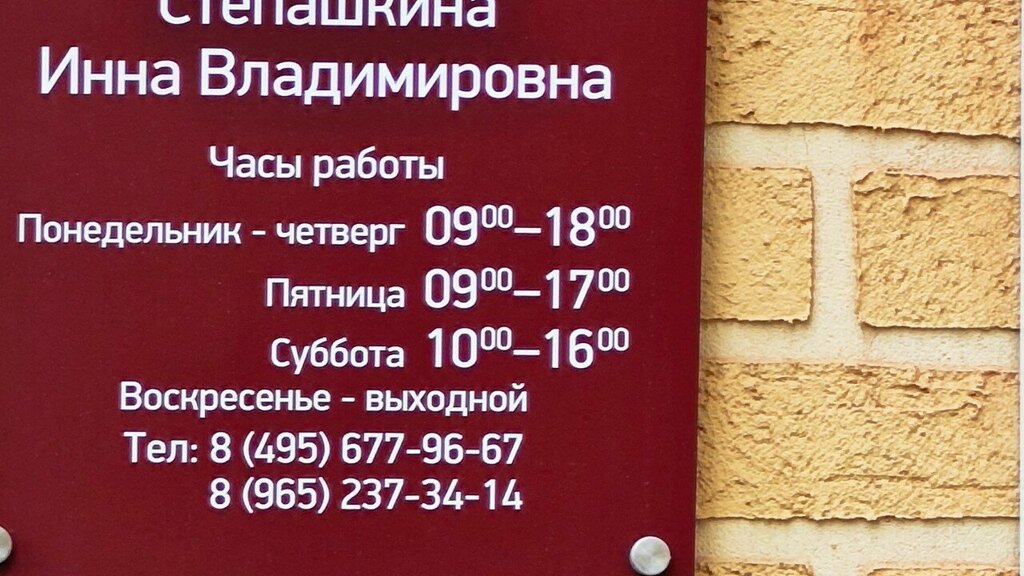 Степашкина
Инна Владимировна
Часы работы
Понедельник - четверг 09⁰⁰–18⁰⁰
Пятница 09⁰⁰–17⁰⁰
Суббота 10⁰⁰–16⁰⁰
Воскресенье - выходной
Тел: 8 (495) 677-96-67
8 (965) 237-34-14